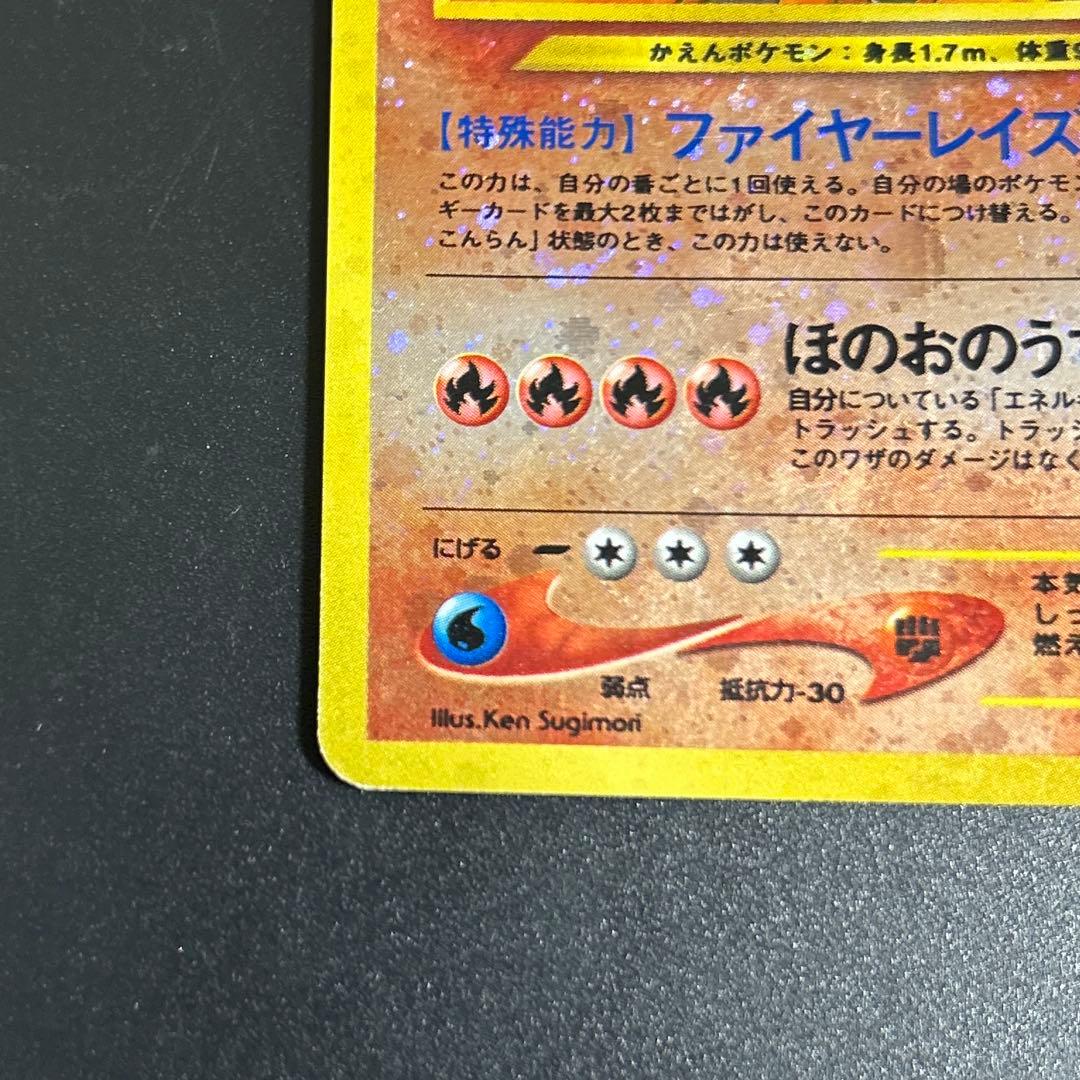 かえんポケモン：身長1.7m、体重
【特殊能力】ファイヤーレイズ
この力は、自分の番ごとに1回使える。自分の場のポケモン
ギーカードを最大2枚まではがし、このカードにつけ替える。
こんらん」状態のとき、この力は使えない。
ほのおのうず
自分についている「エネルギ
トラッシュする。トラッシ
このワザのダメージはなく
にげる
本気
しっ
燃え
弱点 抵抗力-30
Illus.Ken Sugimori